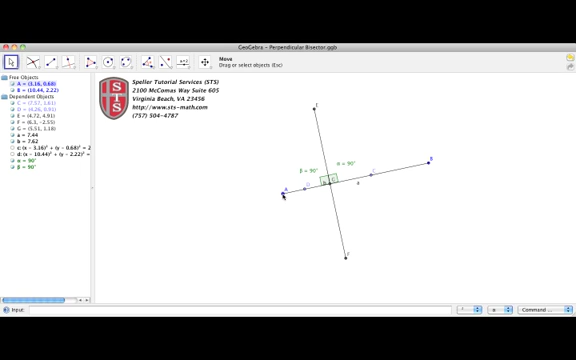 GeoGebra - Perpendicular Bisector.ggb
Move
Drag or select objects (Esc)
Free Objects
A = (3.16, 0.68)
B = (10.44, 2.22)
Dependent Objects
C = (7.57, 1.61)
D = (4.26, 0.91)
E = (4.72, 4.91)
F = (6.3, -2.55)
G = (5.51, 1.18)
a = 7.44
b = 7.62
c: (x - 3.16)² + (y - 0.68)² = 2
d: (x - 10.44)² + (y - 2.22)² =
α = 90°
β = 90°
STS
Speller Tutorial Services (STS)
2100 McComas Way Suite 605
Virginia Beach, VA 23456
http://www.sts-math.com
(757) 504-4787
E
β = 90°
α = 90°
B
C
G
a
A
D
F
Input:
Command ...